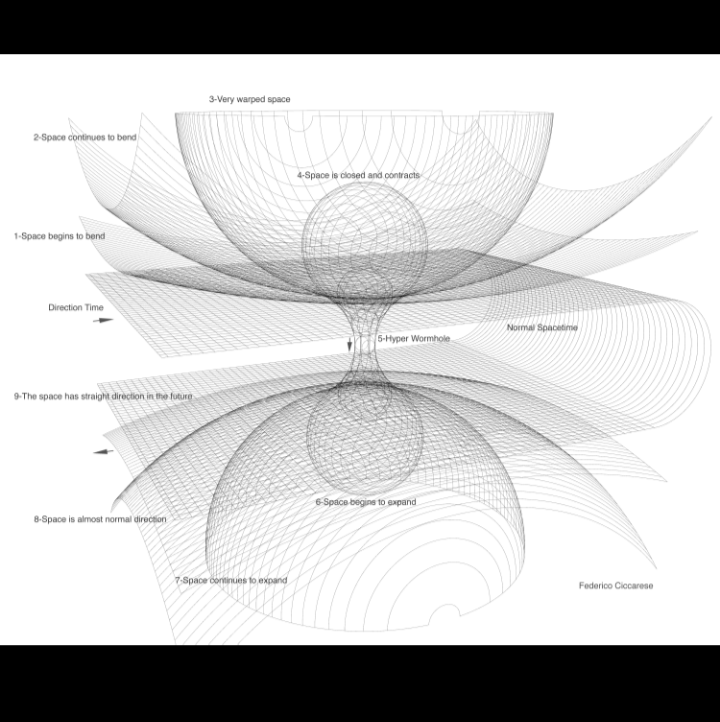 3-Very warped space
2-Space continues to bend
4-Space is closed and contracts
1-Space begins to bend
Direction Time
Normal Spacetime
5-Hyper Wormhole
9-The space has straight direction in the future
6-Space begins to expand
8-Space is almost normal direction
7-Space continues to expand
Federico Ciccarese